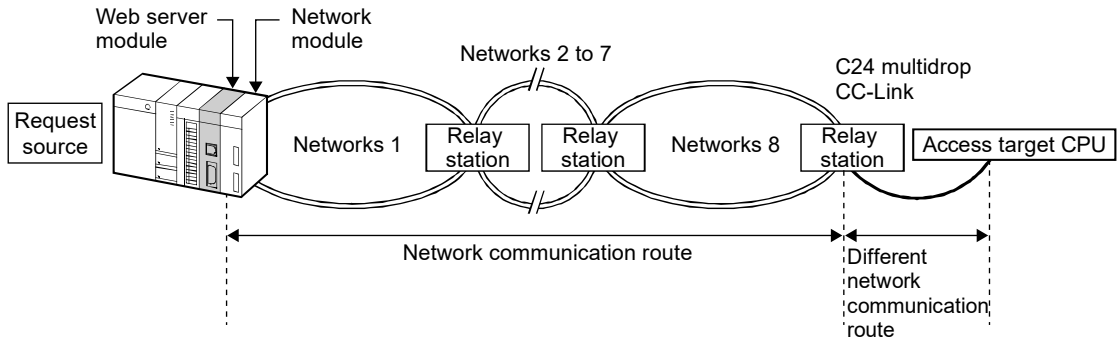 Web server
module
Network
module
Networks 2 to 7
C24 multidrop
CC-Link
Request
source
Networks 1
Relay
station
Relay
station
Networks 8
Relay
station
Access target CPU
Network communication route
Different
network
communication
route